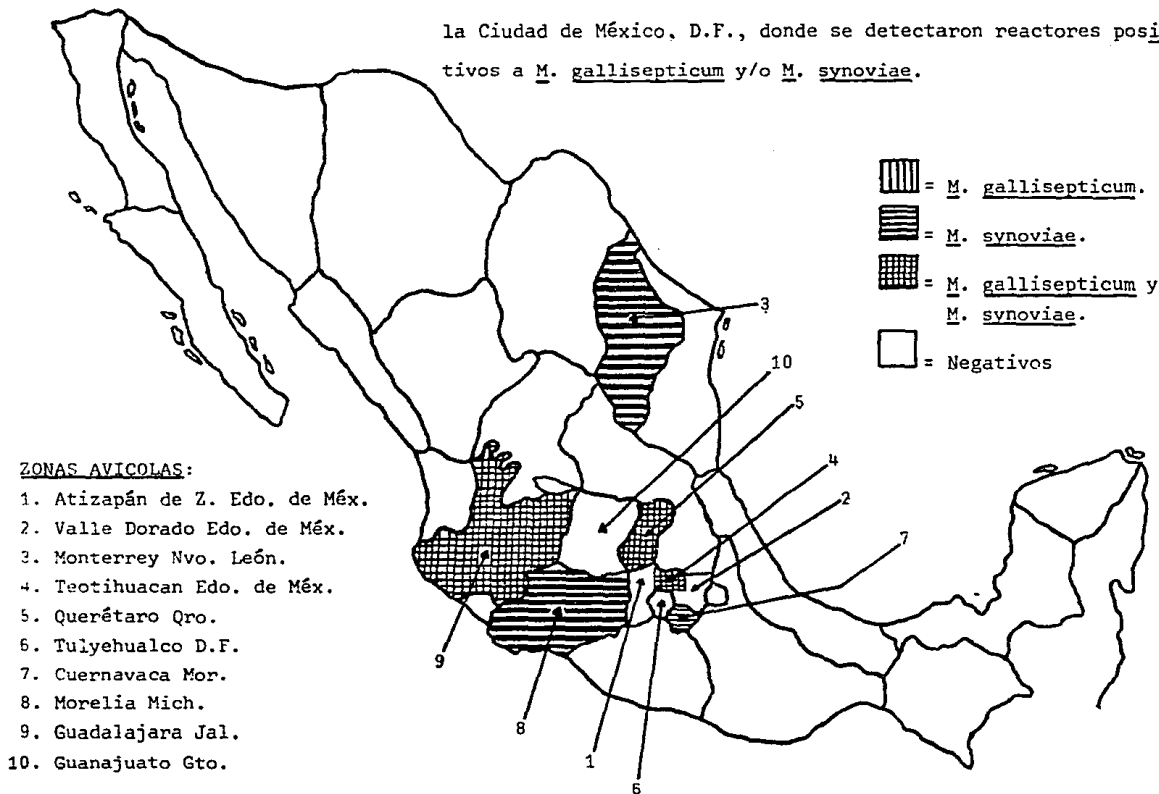 la Ciudad de México, D.F., donde se detectaron reactores posi
tivos a M. gallisepticum y/o M. synoviae.
= M. gallisepticum.
= M. synoviae.
= M. gallisepticum y
M. synoviae.
= Negativos
3
10
5
4
2
7
ZONAS AVICOLAS:
1. Atizapán de Z. Edo. de Méx.
2. Valle Dorado Edo. de Méx.
3. Monterrey Nvo. León.
4. Teotihuacan Edo. de Méx.
5. Querétaro Qro.
6. Tulyehualco D.F.
7. Cuernavaca Mor.
8. Morelia Mich.
9. Guadalajara Jal.
10. Guanajuato Gto.
9
8
1
6